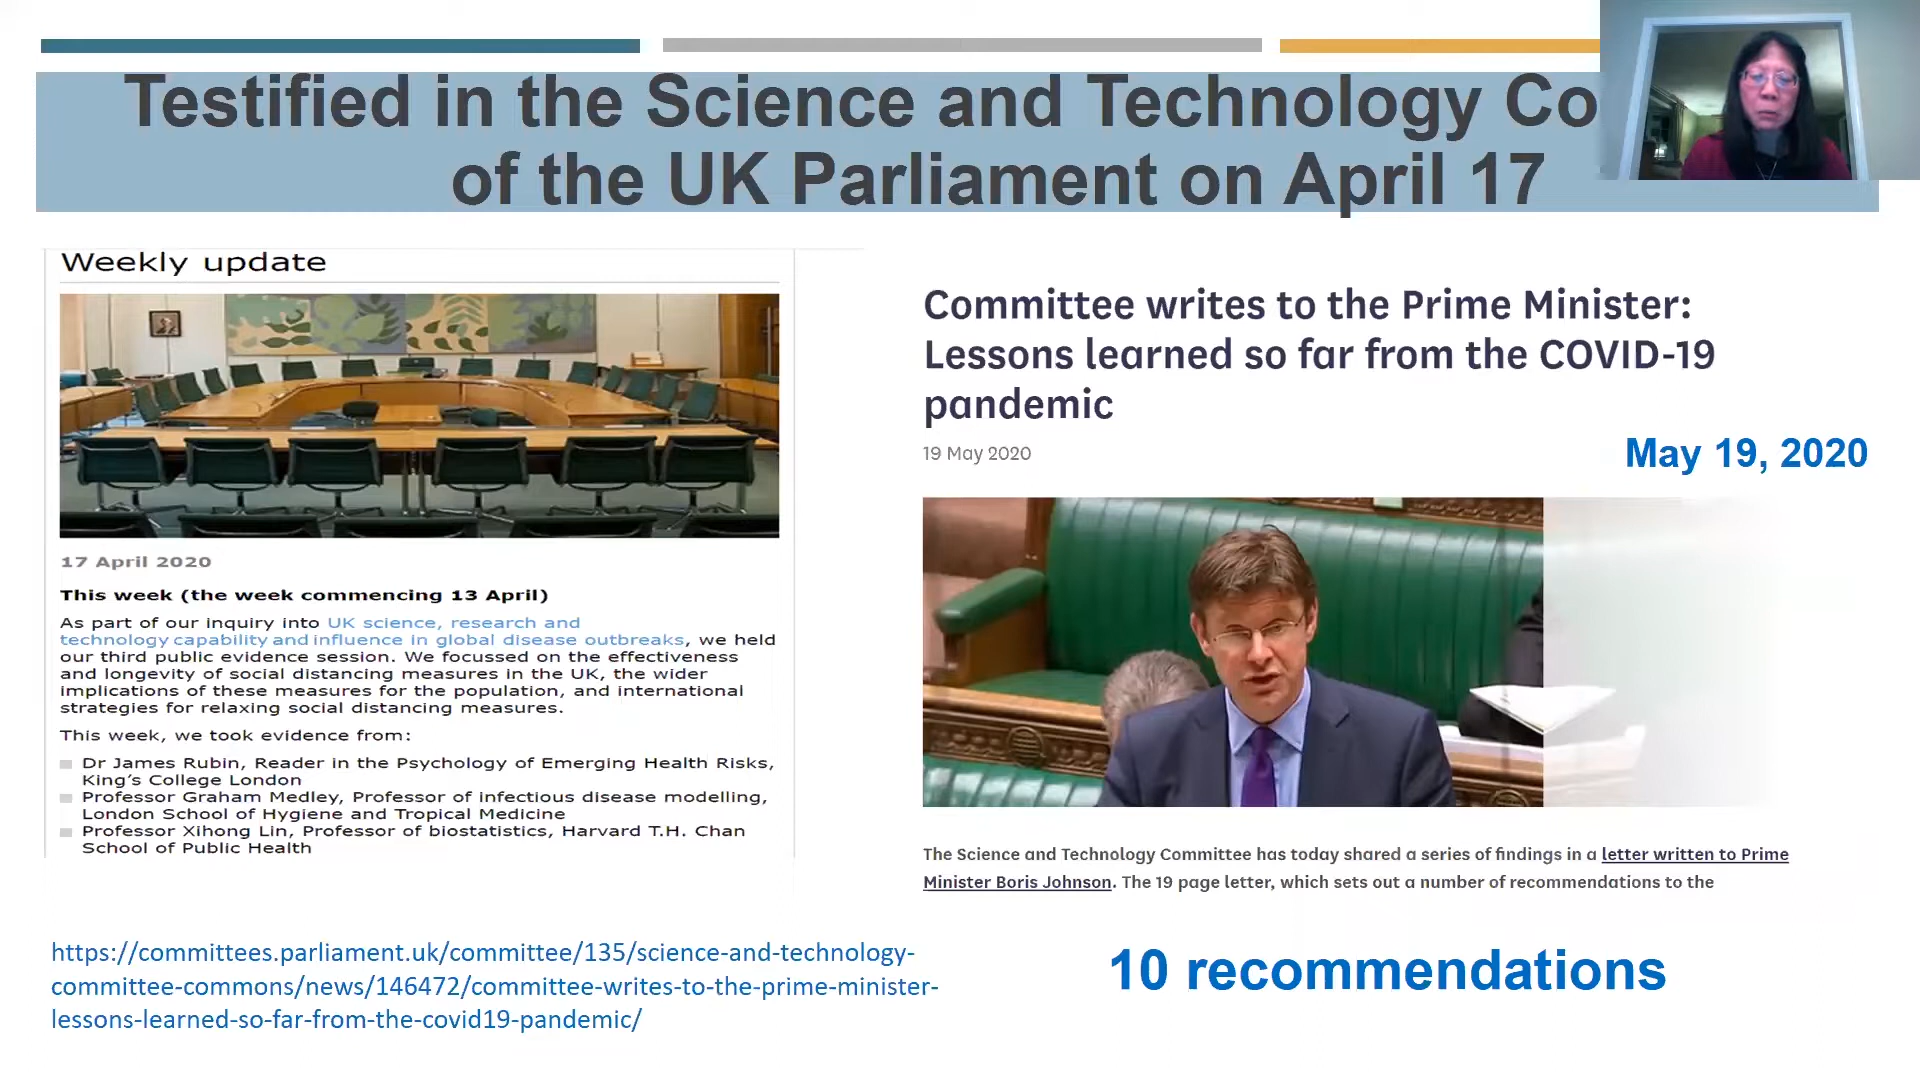 Testified in the Science and Technology Co
of the UK Parliament on April 17
Weekly update
17 April 2020
This week (the week commencing 13 April)
As part of our inquiry into UK science, research and
technology capability and influence in global disease outbreaks, we held
our third public evidence session. We focussed on the effectiveness
and longevity of social distancing measures in the UK, the wider
implications of these measures for the population, and international
strategies for relaxing social distancing measures.
This week, we took evidence from:
Dr James Rubin, Reader in the Psychology of Emerging Health Risks,
King's College London
Professor Graham Medley, Professor of infectious disease modelling,
London School of Hygiene and Tropical Medicine
Professor Xihong Lin, Professor of biostatistics, Harvard T.H. Chan
School of Public Health
Committee writes to the Prime Minister:
Lessons learned so far from the COVID-19
pandemic
19 May 2020
May 19, 2020
The Science and Technology Committee has today shared a series of findings in a letter written to Prime
Minister Boris Johnson. The 19 page letter, which sets out a number of recommendations to the
https://committees.parliament.uk/committee/135/science-and-technology-
committee-commons/news/146472/committee-writes-to-the-prime-minister-
lessons-learned-so-far-from-the-covid19-pandemic/
10 recommendations